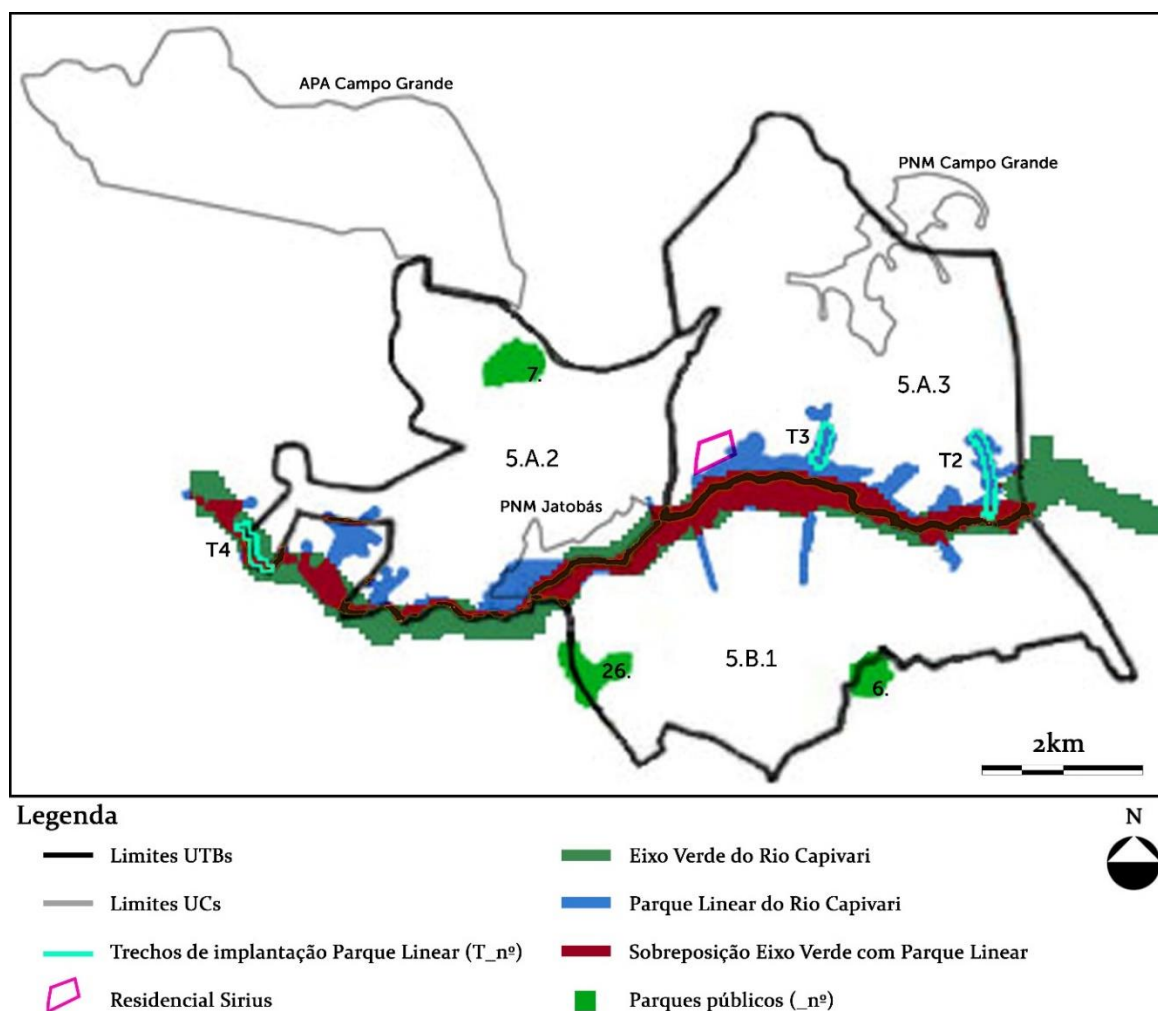 APA Campo Grande
PNM Campo Grande
7.
5.A.3
T3
T2
5.A.2
PNM Jatobás
T4
26.
5.B.1
6.
2km
Legenda
N
Limites UTBs
Eixo Verde do Rio Capivari
Limites UCs
Parque Linear do Rio Capivari
Trechos de implantação Parque Linear (T_nº)
Sobreposição Eixo Verde com Parque Linear
Residencial Sirius
Parques públicos (_nº)